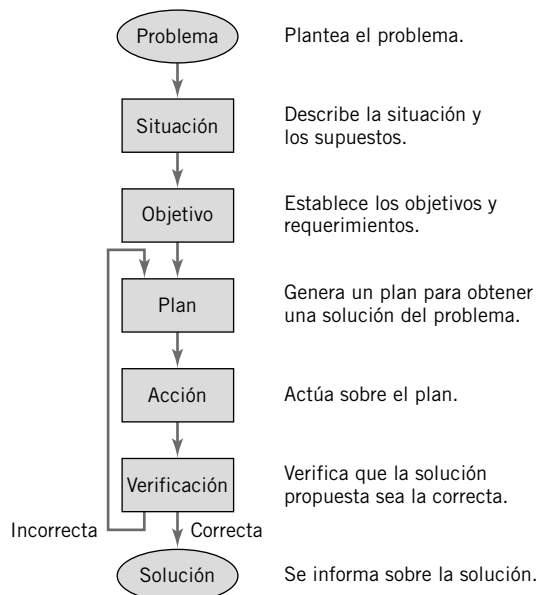 Problema
Plantea el problema.
Situación
Describe la situación y
los supuestos.
Objetivo
Establece los objetivos y
requerimientos.
Plan
Genera un plan para obtener
una solución del problema.
Acción
Actúa sobre el plan.
Verificación
Verifica que la solución
propuesta sea la correcta.
Incorrecta
Correcta
Solución
Se informa sobre la solución.